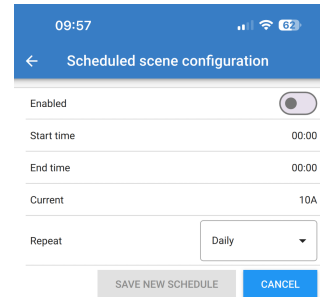 09:57
62
Scheduled scene configuration
Enabled
Start time 00:00
End time 00:00
Current 10A
Repeat Daily
SAVE NEW SCHEDULE CANCEL